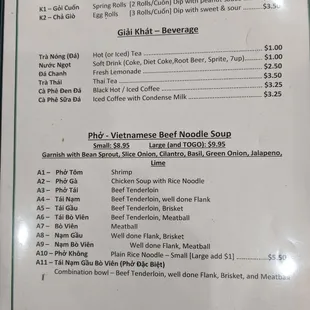 K1 – Gỏi Cuốn Spring Rolls [2 Rolls/Cuốn] Dip with peanut
K2 – Chả Giò Egg Rolls [3 Rolls/Cuốn] Dip with sweet & sour $3.50
Giải Khát – Beverage
Trà Nóng (Đá) Hot (or Iced) Tea $1.00
Nước Ngọt Soft Drink (Coke, Diet Coke,Root Beer, Sprite, 7up) $1.00
Đá Chanh Fresh Lemonade $2.50
Trà Thái Thai Tea $3.50
Cà Phê Đen Đá Black Hot / Iced Coffee $3.25
Cà Phê Sữa Đá Iced Coffee with Condense Milk $3.25
Phở - Vietnamese Beef Noodle Soup
Small: $8.95 Large (and TOGO): $9.95
Garnish with Bean Sprout, Slice Onion, Cilantro, Basil, Green Onion, Jalapeno,
Lime
A1 – Phở Tôm Shrimp
A2 – Phở Gà Chicken Soup with Rice Noodle
A3 – Phở Tái Beef Tenderloin
A4 – Tái Nạm Beef Tenderloin, well done Flank
A5 – Tái Gầu Beef Tenderloin, Brisket
A6 – Tái Bò Viên Beef Tenderloin, Meatball
A7 – Bò Viên Meatball
A8 – Nạm Gầu Well done Flank, Brisket
A9 – Nạm Bò Viên Well done Flank, Meatball
A10 – Phở Không Plain Rice Noodle – Small [Large add $1] $5.50
A11 – Tái Nạm Gầu Bò Viên (Phở Đặc Biệt)
Combination bowl – Beef Tenderloin, well done Flank, Brisket, and Meatball